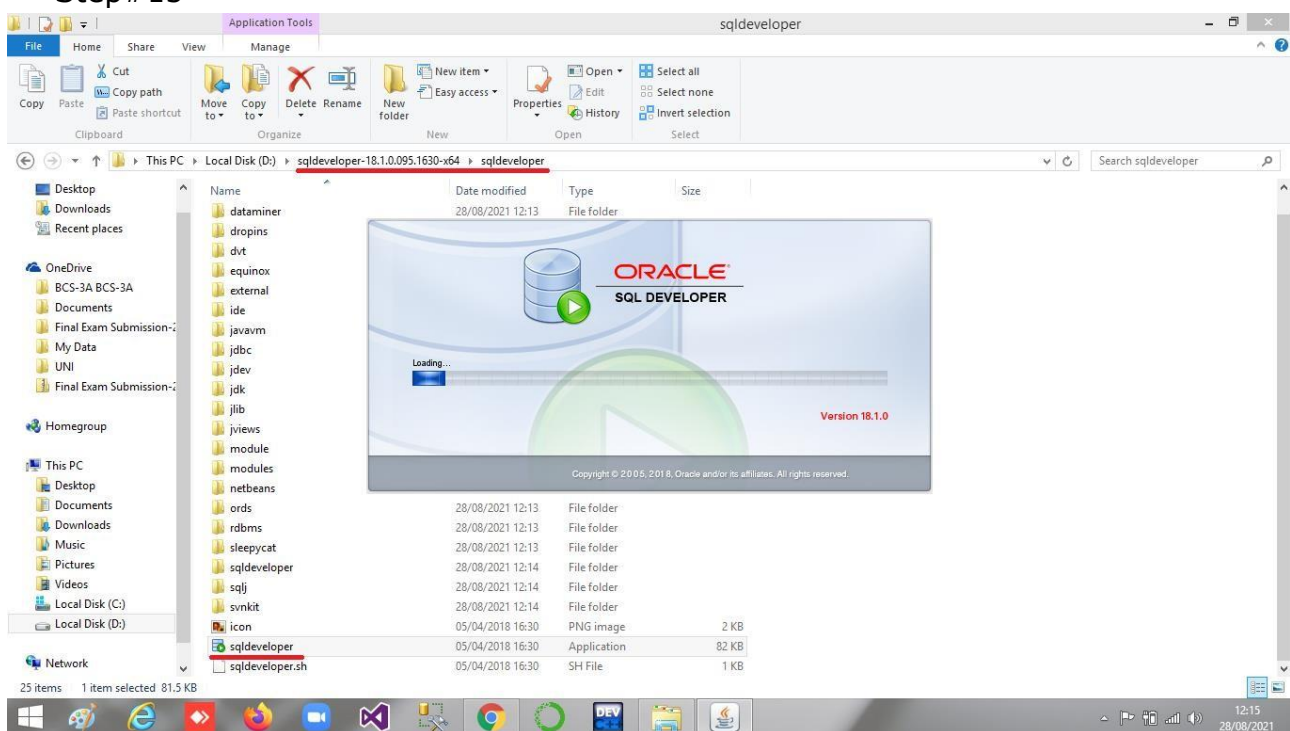 Application Tools
sqldeveloper
File Home Share View Manage
Copy
Paste
Cut
Copy path
Paste shortcut
Clipboard
Move to
Copy to
Delete
Rename
Organize
New folder
New item
Easy access
New
Properties
Open
Edit
History
Open
Select all
Select none
Invert selection
Select
This PC Local Disk (D:) sqldeveloper-18.1.0.095.1630-x64 sqldeveloper
Search sqldeveloper
Desktop
Downloads
Recent places
OneDrive
BCS-3A BCS-3A
Documents
Final Exam Submission-2
My Data
UNI
Final Exam Submission-2
Homegroup
This PC
Desktop
Documents
Downloads
Music
Pictures
Videos
Local Disk (C:)
Local Disk (D:)
Network
Name Date modified Type Size
dataminer 28/08/2021 12:13 File folder
dropins
dvt
equinox
external
ide
javavm
jdbc
jdev
jdk
jlib
jviews
module
modules
netbeans
ords 28/08/2021 12:13 File folder
rdbms 28/08/2021 12:13 File folder
sleepycat 28/08/2021 12:13 File folder
sqldeveloper 28/08/2021 12:14 File folder
sqlj 28/08/2021 12:14 File folder
svnkit 28/08/2021 12:14 File folder
icon 05/04/2018 16:30 PNG image 2 KB
sqldeveloper 05/04/2018 16:30 Application 82 KB
sqldeveloper.sh 05/04/2018 16:30 SH File 1 KB
ORACLE
SQL DEVELOPER
Loading...
Version 18.1.0
Copyright © 2005, 2018, Oracle and/or its affiliates. All rights reserved.
25 items 1 item selected 81.5 KB
DEV
C++
12:15
28/08/2021